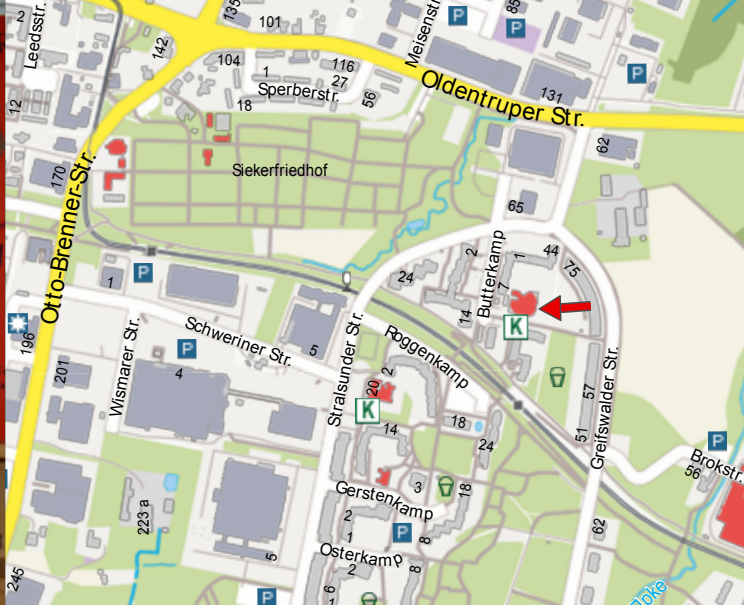 2
Leedsstr.
135
101
Meisenstr
P
85
P
142
104
1
116
27
56
Oldentruper Str.
131
P
12
Sperberstr.
18
62
170
Siekerfriedhof
65
Otto-Brenner-Str.
Butterkamp
2
1
44
75
24
7
14
K
1
P
Schweriner Str.
5
Stralsunder Str.
Roggenkamp
196
Wismarer Str.
P
201
4
2
20
K
57
51
Greifswalder Str.
14
18
24
P
Brokstr.
56
3
18
Gerstenkamp
223 a
2
1
P
8
62
Osterkamp
5
2
8
245
P
6
1